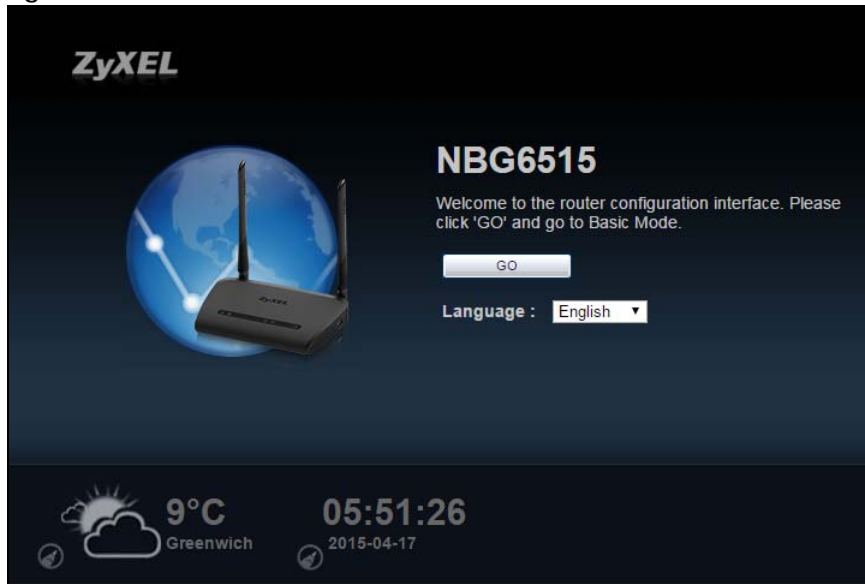 ZyXEL
NBG6515
Welcome to the router configuration interface. Please
click 'GO' and go to Basic Mode.
GO
Language : English
ZyXEL
9°C
Greenwich
05:51:26
2015-04-17